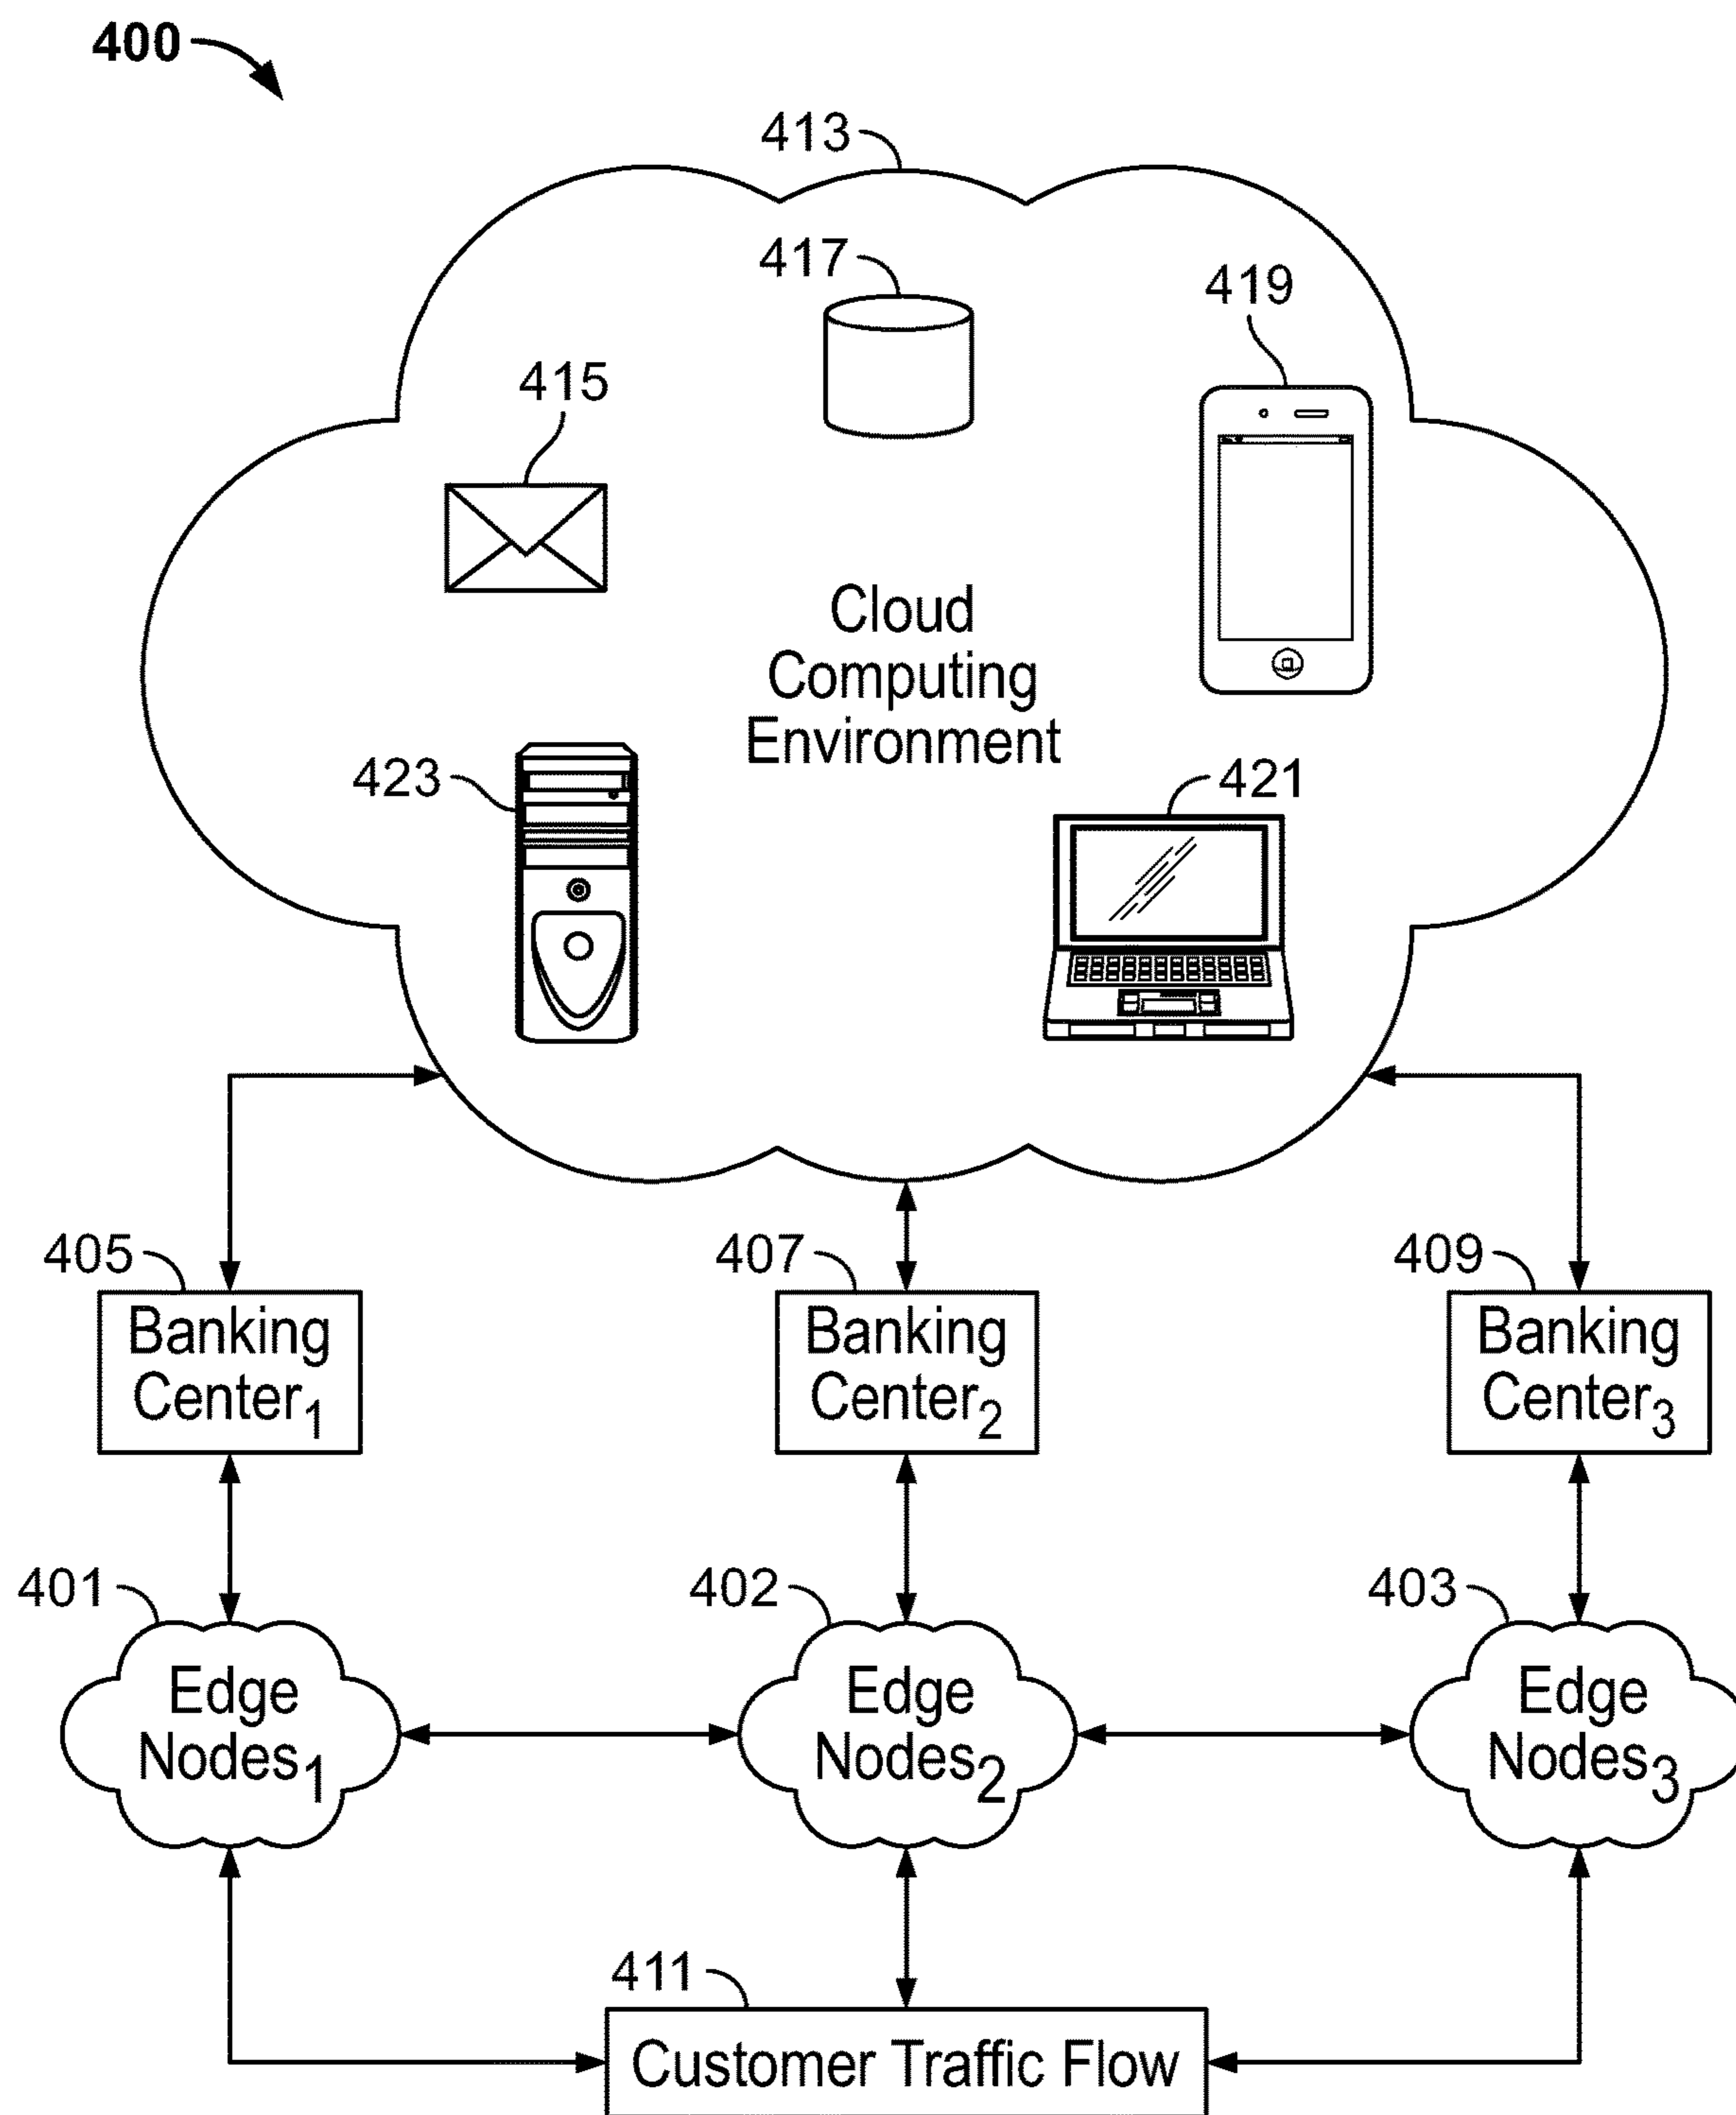 400
413
417
419
415
Cloud
Computing
Environment
423
421
405
407
409
Banking
Center1
Banking
Center2
Banking
Center3
401
402
403
Edge
Nodes1
Edge
Nodes2
Edge
Nodes3
411
Customer Traffic Flow